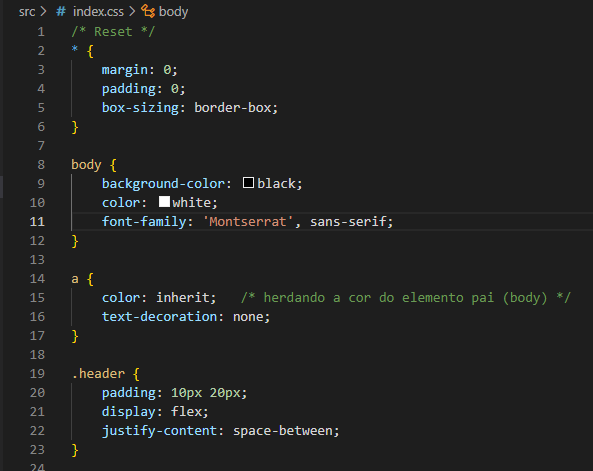 src > # index.css > body
1 /* Reset */
2 * {
3     margin: 0;
4     padding: 0;
5     box-sizing: border-box;
6 }
7
8 body {
9     background-color: black;
10     color: white;
11     font-family: 'Montserrat', sans-serif;
12 }
13
14 a {
15     color: inherit;   /* herdando a cor do elemento pai (body) */
16     text-decoration: none;
17 }
18
19 .header {
20     padding: 10px 20px;
21     display: flex;
22     justify-content: space-between;
23 }
24